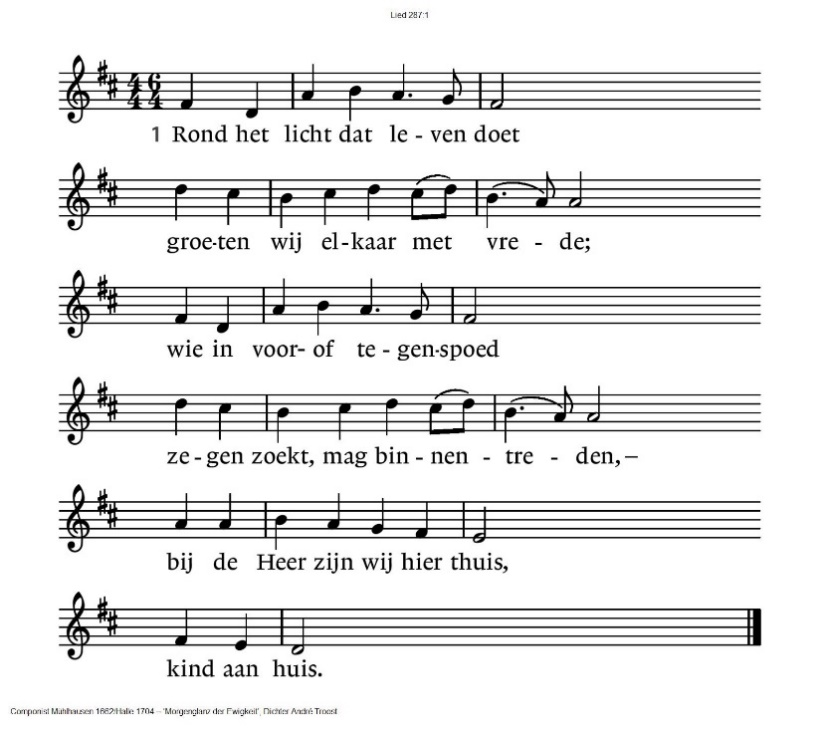 Lied 287:1
1 Rond het licht dat le - ven doet
groe-ten wij el-kaar met vre - de;
wie in voor- of te - gen-spoed
ze - gen zoekt, mag bin - nen - tre - den, –
bij de Heer zijn wij hier thuis,
kind aan huis.
Componist Mühlhausen 1662/Halle 1704 – 'Morgenglanz der Ewigkeit', Dichter André Troost